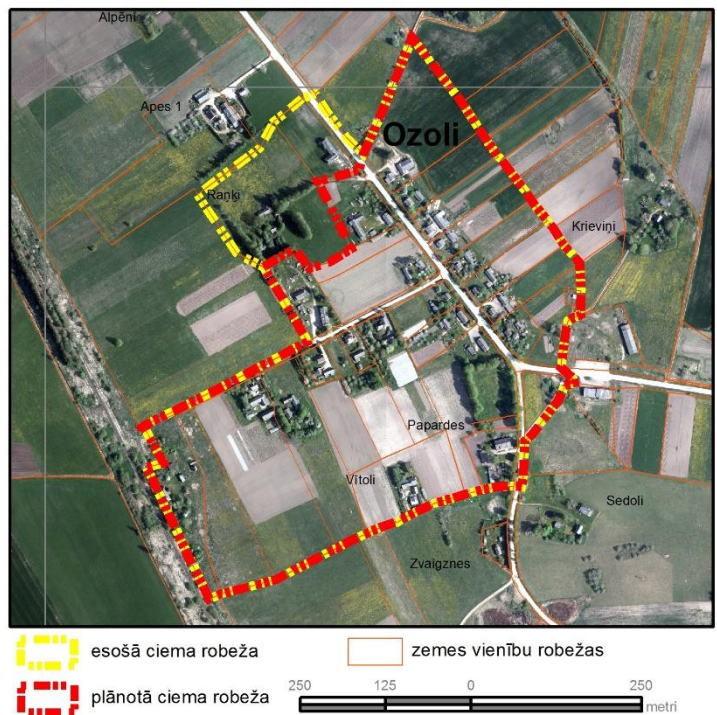 Alpēni
Apes 1
Ozoli
Raņķi
Krieviņi
Papardes
Vītoli
Sedoli
Zvaigznes
esošā ciema robeža
zemes vienību robežas
plānotā ciema robeža
250 125 0 250
metri